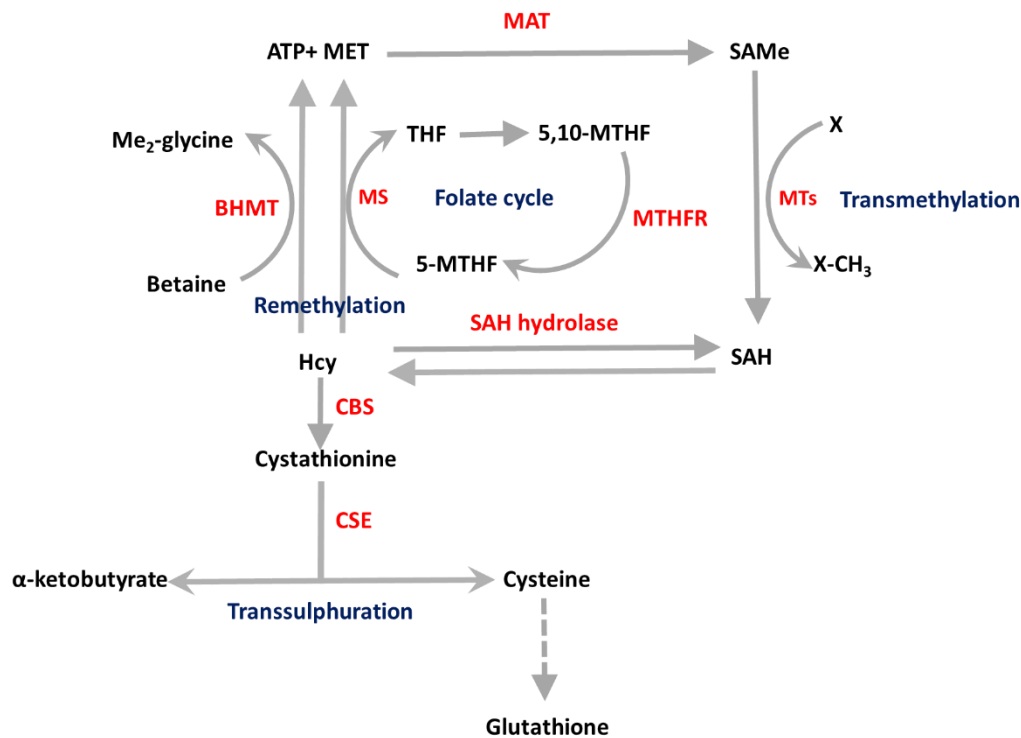 MAT
ATP+ MET
SAMe
THF
5,10-MTHF
X
Me₂-glycine
BHMT
MS
Folate cycle
MTHFR
MTs
Transmethylation
5-MTHF
X-CH₃
Betaine
Remethylation
SAH hydrolase
Hcy
SAH
CBS
Cystathionine
CSE
α-ketobutyrate
Cysteine
Transsulphuration
Glutathione